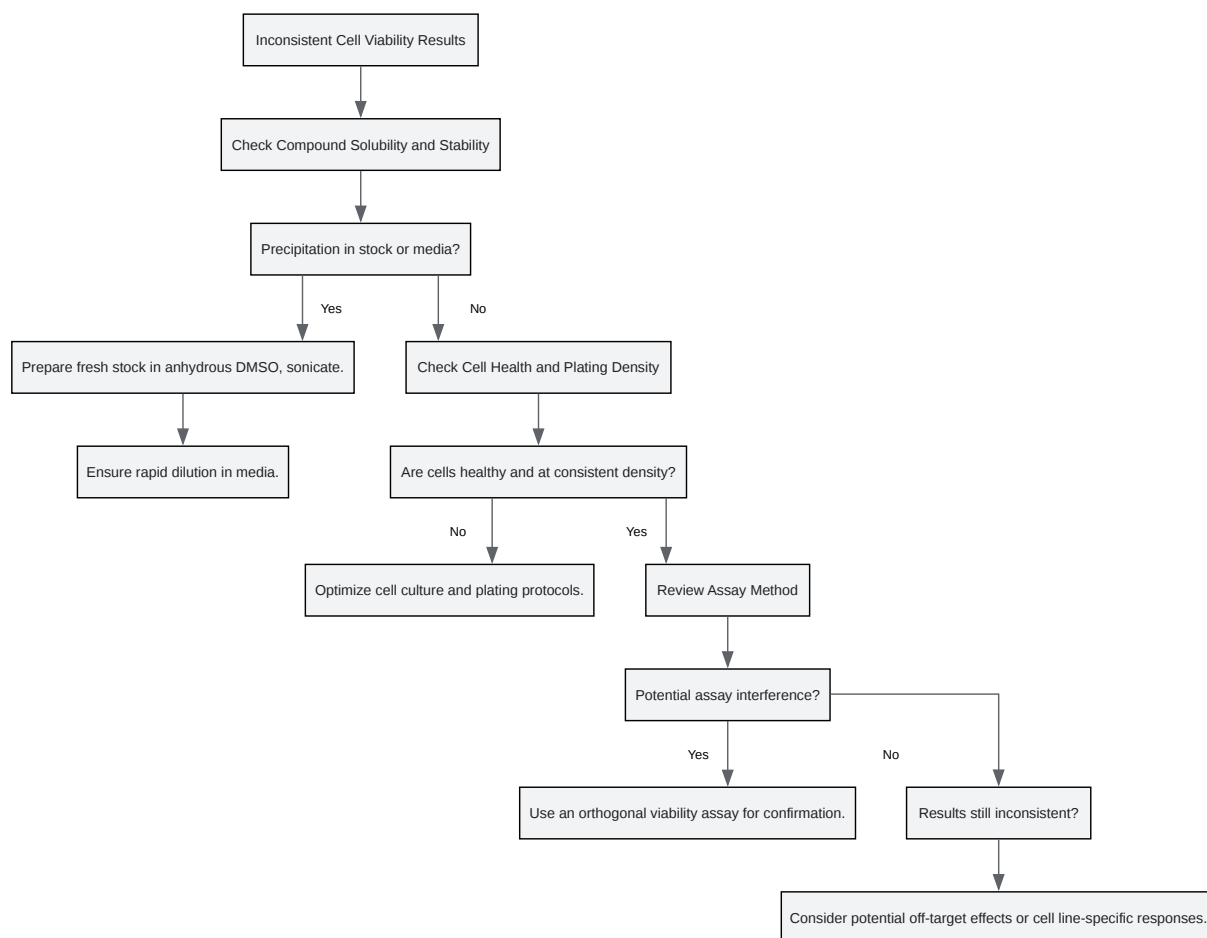 Inconsistent Cell Viability Results
Check Compound Solubility and Stability
Precipitation in stock or media?
Yes
No
Prepare fresh stock in anhydrous DMSO, sonicate.
Check Cell Health and Plating Density
Ensure rapid dilution in media.
Are cells healthy and at consistent density?
No
Yes
Optimize cell culture and plating protocols.
Review Assay Method
Potential assay interference?
Yes
No
Use an orthogonal viability assay for confirmation.
Results still inconsistent?
Consider potential off-target effects or cell line-specific responses.